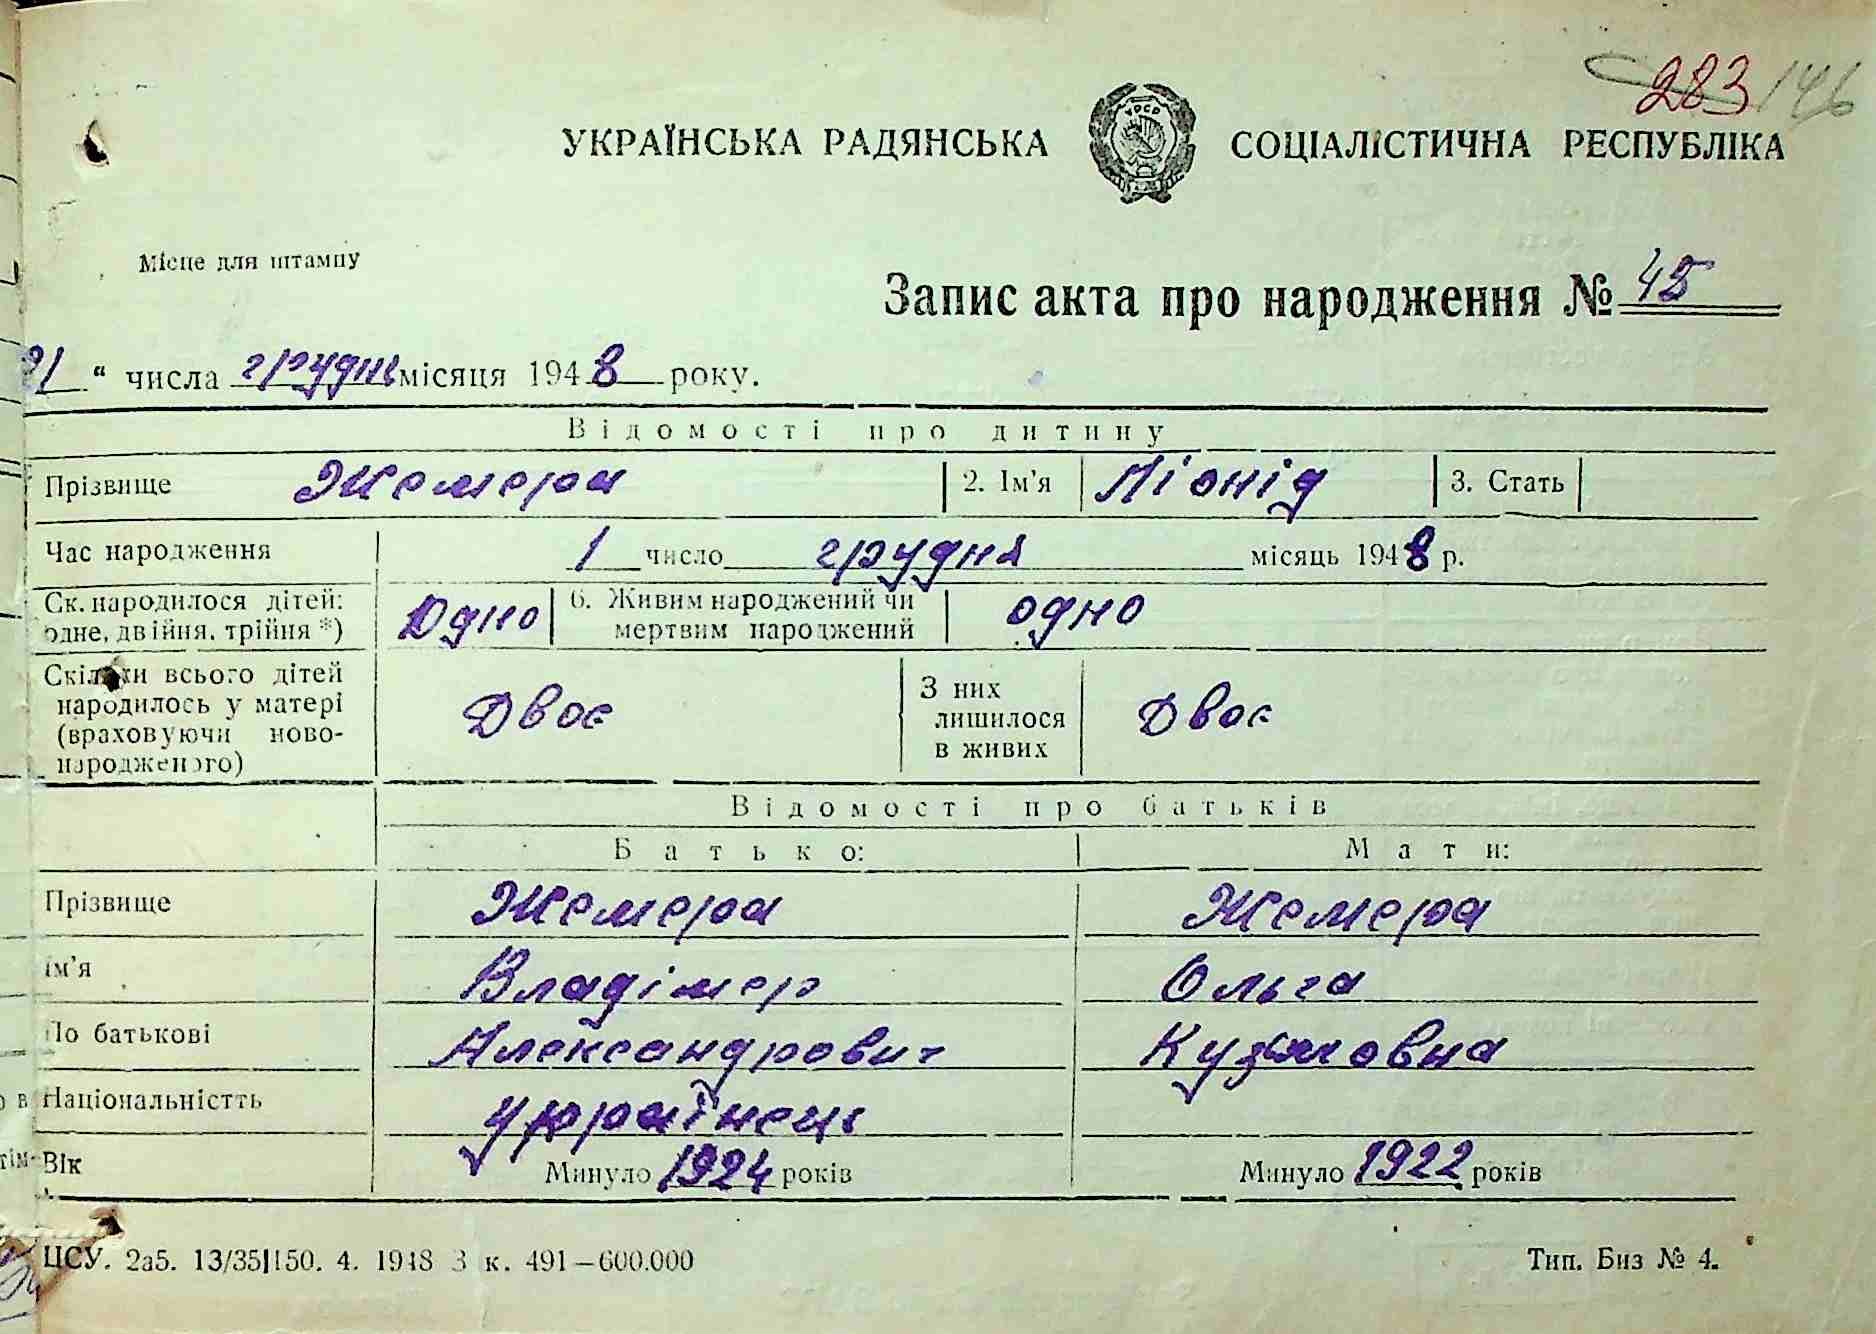 283 146
УКРАЇНСЬКА РАДЯНСЬКА СОЦІАЛІСТИЧНА РЕСПУБЛІКА
УРСР
Місце для штампу
Запис акта про народження № 45
21 “ числа грудня місяця 1948 року.
Відомості про дитину
Прізвище Жемера 2. Ім’я Ліонід 3. Стать
Час народження 1 число грудня місяць 1948 р.
Ск. народилося дітей: одне, двійня, трійня *) Одно 6. Живим народжений чи мертвим народжений одно
Скільки всього дітей народилось у матері (враховуючи новонародженого) Двоє З них лишилося в живих Двоє
Відомості про батьків
Батько: Мати:
Прізвище Жемера Жемера
Ім’я Владімер Ольга
По батькові Александрович Кузьмовна
Національністть українець
Вік Минуло 1924 років Минуло 1922 років
ЦСУ. 2а5. 13/35|150. 4. 1948 З к. 491—600.000 Тип. Биз № 4.